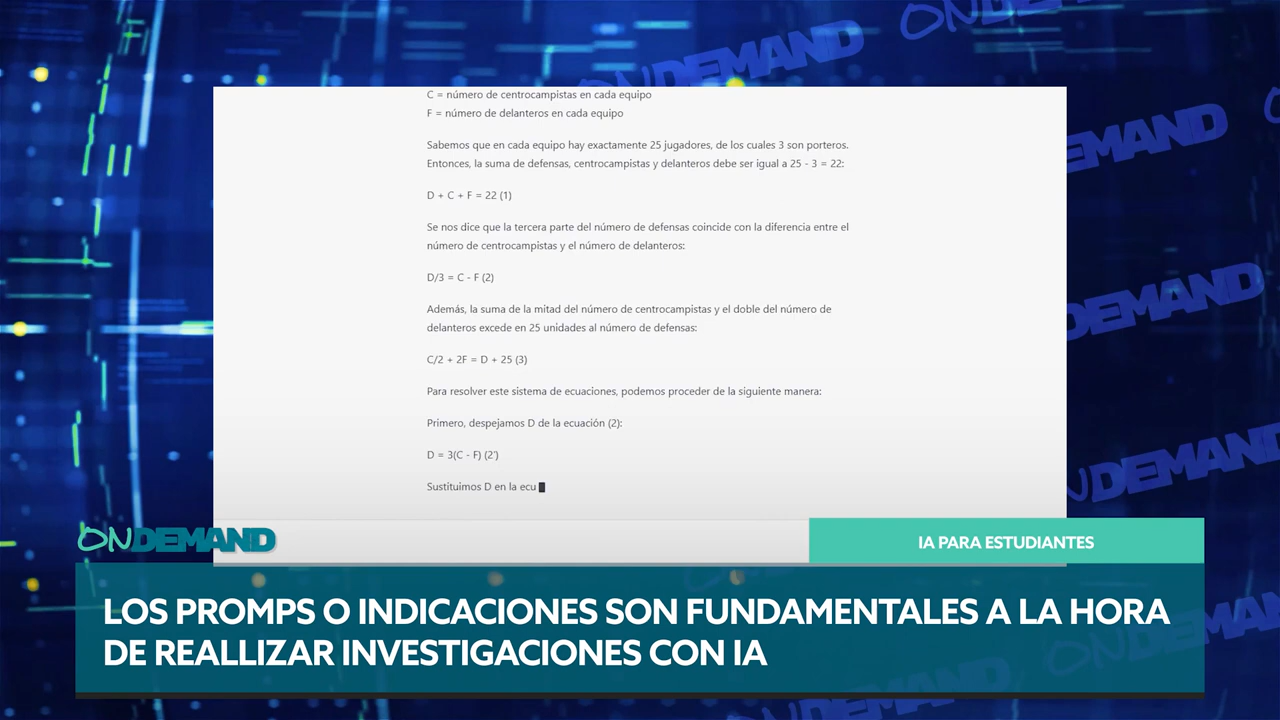 ONDEMAND
ONDEMAND
C = número de centrocampistas en cada equipo
F = número de delanteros en cada equipo
Sabemos que en cada equipo hay exactamente 25 jugadores, de los cuales 3 son porteros.
Entonces, la suma de defensas, centrocampistas y delanteros debe ser igual a 25 - 3 = 22:
D + C + F = 22 (1)
Se nos dice que la tercera parte del número de defensas coincide con la diferencia entre el
número de centrocampistas y el número de delanteros:
D/3 = C - F (2)
Además, la suma de la mitad del número de centrocampistas y el doble del número de
delanteros excede en 25 unidades al número de defensas:
C/2 + 2F = D + 25 (3)
Para resolver este sistema de ecuaciones, podemos proceder de la siguiente manera:
Primero, despejamos D de la ecuación (2):
D = 3(C - F) (2')
Sustituimos D en la ecu
ONDEMAND
IA PARA ESTUDIANTES
LOS PROMPS O INDICACIONES SON FUNDAMENTALES A LA HORA
DE REALLIZAR INVESTIGACIONES CON IA